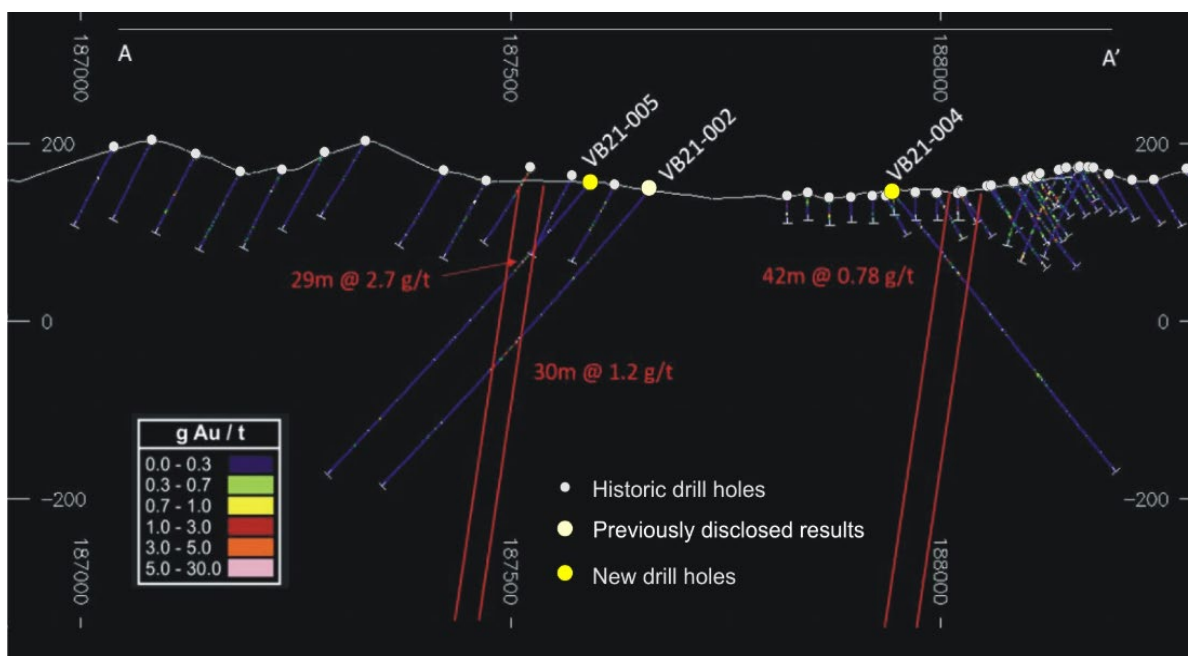 A
A'
187000
187500
188000
VB21-005
VB21-002
VB21-004
200
200
29m @ 2.7 g/t
42m @ 0.78 g/t
0
0
30m @ 1.2 g/t
g Au / t
0.0 - 0.3
0.3 - 0.7
0.7 - 1.0
1.0 - 3.0
3.0 - 5.0
5.0 - 30.0
Historic drill holes
Previously disclosed results
New drill holes
-200
-200
187000
187500
188000